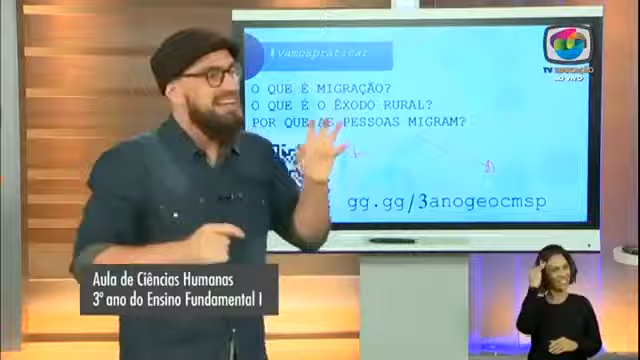 #Vamospraticar
O QUE É MIGRAÇÃO?
O QUE É O ÊXODO RURAL?
POR QUE AS PESSOAS MIGRAM?
gg.gg/3anogeocmsp
TV EDUCAÇÃO
AO VIVO
Aula de Ciências Humanas
3º ano do Ensino Fundamental I